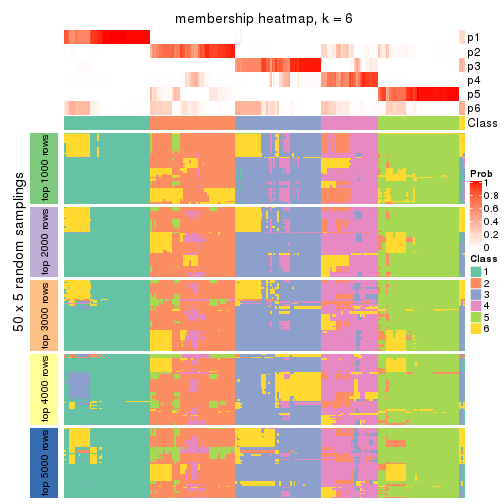 membership heatmap, k = 6
p1
p2
p3
p4
p5
p6
Class
50 x 5 random samplings
top 1000 rows
top 2000 rows
top 3000 rows
top 4000 rows
top 5000 rows
Prob
1
0.8
0.6
0.4
0.2
0
Class
1
2
3
4
5
6